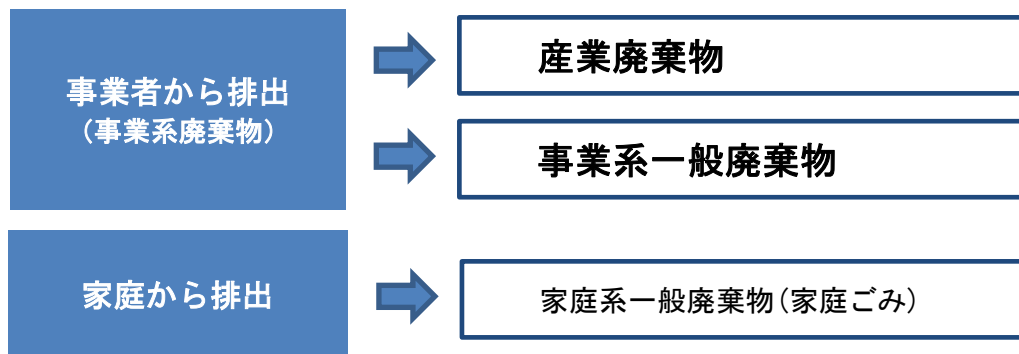 事業者から排出
（事業系廃棄物）
産業廃棄物
事業系一般廃棄物
家庭から排出
家庭系一般廃棄物（家庭ごみ）